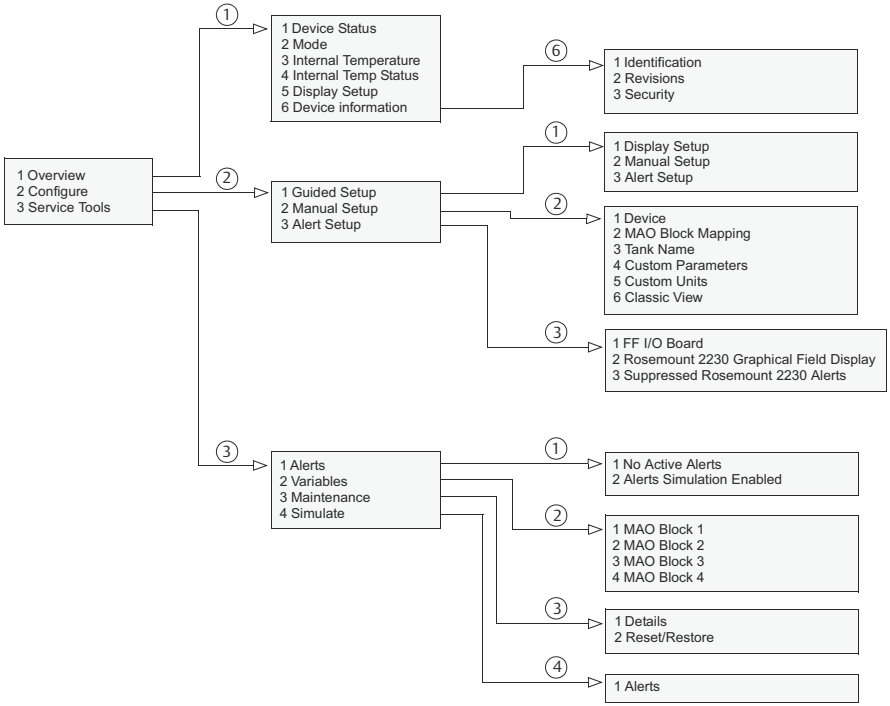 1 Overview
2 Configure
3 Service Tools
1
1 Device Status
2 Mode
3 Internal Temperature
4 Internal Temp Status
5 Display Setup
6 Device information
6
1 Identification
2 Revisions
3 Security
2
1 Guided Setup
2 Manual Setup
3 Alert Setup
1
1 Display Setup
2 Manual Setup
3 Alert Setup
2
1 Device
2 MAO Block Mapping
3 Tank Name
4 Custom Parameters
5 Custom Units
6 Classic View
3
1 FF I/O Board
2 Rosemount 2230 Graphical Field Display
3 Suppressed Rosemount 2230 Alerts
3
1 Alerts
2 Variables
3 Maintenance
4 Simulate
1
1 No Active Alerts
2 Alerts Simulation Enabled
2
1 MAO Block 1
2 MAO Block 2
3 MAO Block 3
4 MAO Block 4
3
1 Details
2 Reset/Restore
4
1 Alerts